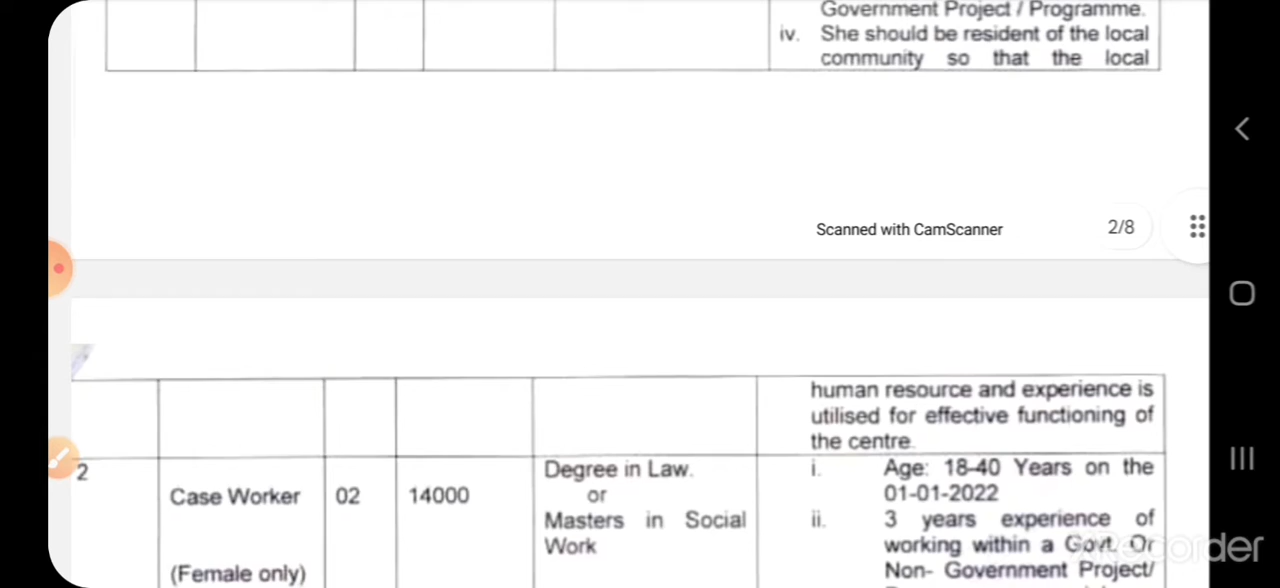 Government Project / Programme.
iv. She should be resident of the local
community so that the local
Scanned with CamScanner
2/8
human resource and experience is
utilised for effective functioning of
the centre.
2
Case Worker
(Female only)
02
14000
Degree in Law.
or
Masters in Social
Work
i. Age: 18-40 Years on the
01-01-2022
ii. 3 years experience of
working within a Govt. Or
Non- Government Project/